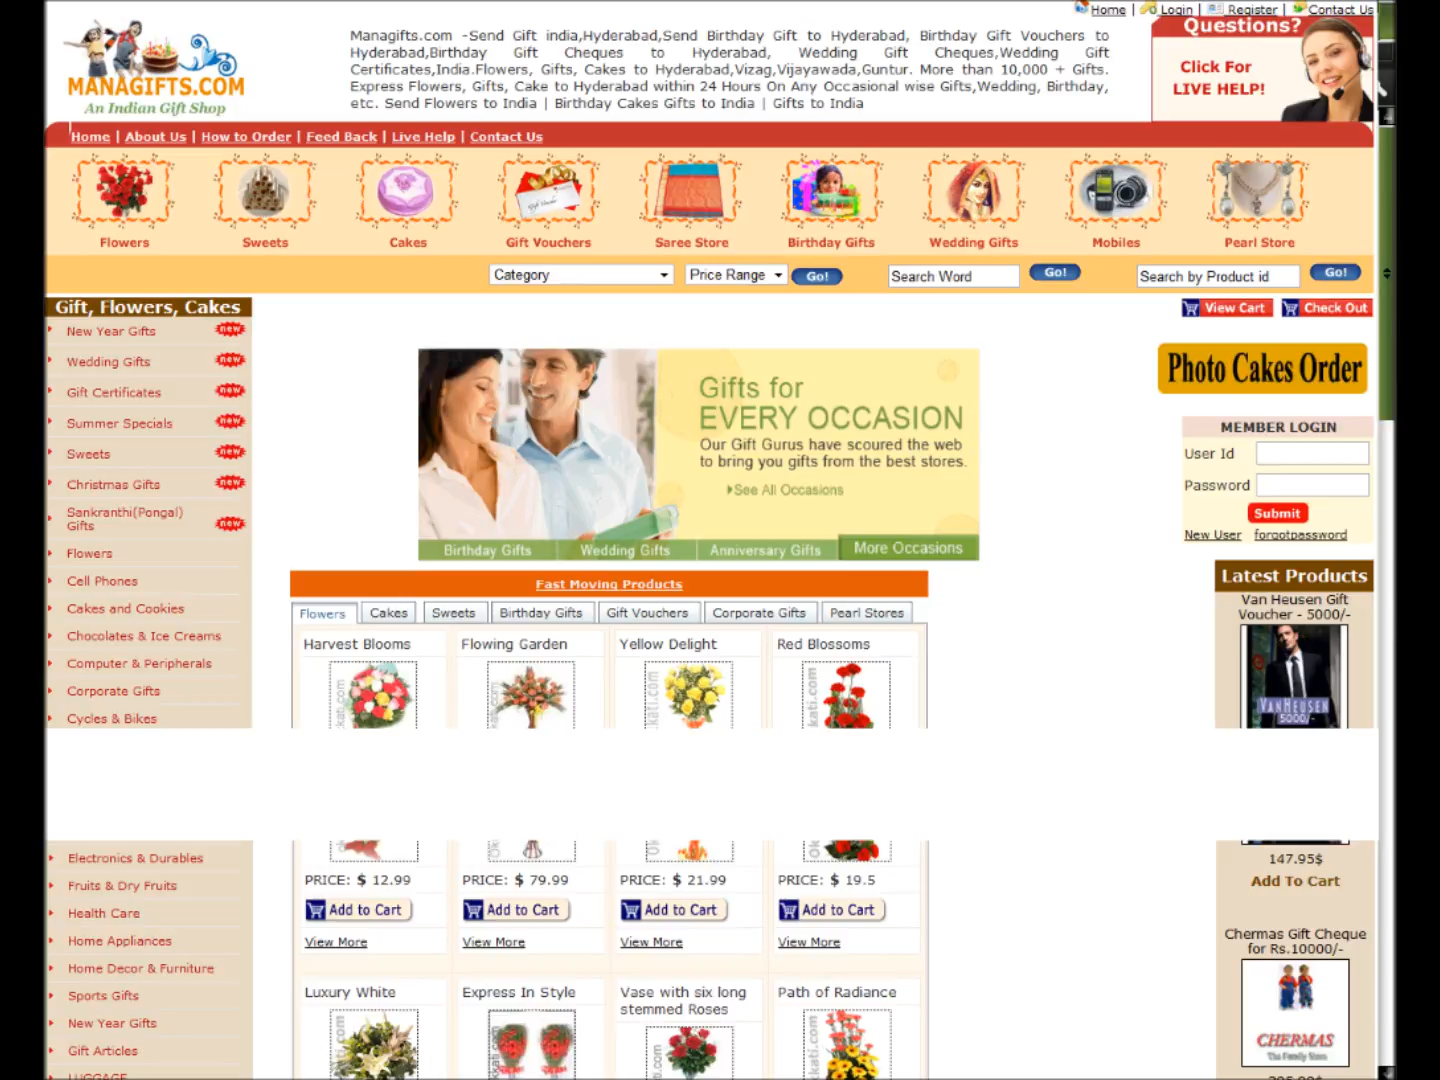 Home | Login | Register | Contact Us
MANAGIFTS.COM
An Indian Gift Shop
Managifts.com -Send Gift india,Hyderabad,Send Birthday Gift to Hyderabad, Birthday Gift Vouchers to
Hyderabad,Birthday Gift Cheques to Hyderabad, Wedding Gift Cheques,Wedding Gift
Certificates,India.Flowers, Gifts, Cakes to Hyderabad,Vizag,Vijayawada,Guntur. More than 10,000 + Gifts.
Express Flowers, Gifts, Cake to Hyderabad within 24 Hours On Any Occasional wise Gifts,Wedding, Birthday,
etc. Send Flowers to India | Birthday Cakes Gifts to India | Gifts to India
Questions?
Click For
LIVE HELP!
Home | About Us | How to Order | Feed Back | Live Help | Contact Us
Flowers Sweets Cakes Gift Vouchers Saree Store Birthday Gifts Wedding Gifts Mobiles Pearl Store
Category Price Range Go! Search Word Go! Search by Product id Go!
Gift, Flowers, Cakes
New Year Gifts new
Wedding Gifts new
Gift Certificates new
Summer Specials new
Sweets new
Christmas Gifts new
Sankranthi(Pongal)
Gifts new
Flowers
Cell Phones
Cakes and Cookies
Chocolates & Ice Creams
Computer & Peripherals
Corporate Gifts
Cycles & Bikes
Electronics & Durables
Fruits & Dry Fruits
Health Care
Home Appliances
Home Decor & Furniture
Sports Gifts
New Year Gifts
Gift Articles
LUGGAGE
Gifts for
EVERY OCCASION
Our Gift Gurus have scoured the web
to bring you gifts from the best stores.
See All Occasions
Birthday Gifts Wedding Gifts Anniversary Gifts More Occasions
Fast Moving Products
Flowers Cakes Sweets Birthday Gifts Gift Vouchers Corporate Gifts Pearl Stores
Harvest Blooms Flowing Garden Yellow Delight Red Blossoms
PRICE: $ 12.99 PRICE: $ 79.99 PRICE: $ 21.99 PRICE: $ 19.5
Add to Cart Add to Cart Add to Cart Add to Cart
View More View More View More View More
Luxury White Express In Style Vase with six long Path of Radiance
stemmed Roses
View Cart Check Out
Photo Cakes Order
MEMBER LOGIN
User Id
Password
Submit
New User forgotpassword
Latest Products
Van Heusen Gift
Voucher - 5000/-
VANHEUSEN
5000/-
147.95$
Add To Cart
Chermas Gift Cheque
for Rs.10000/-
CHERMAS
The Family Store